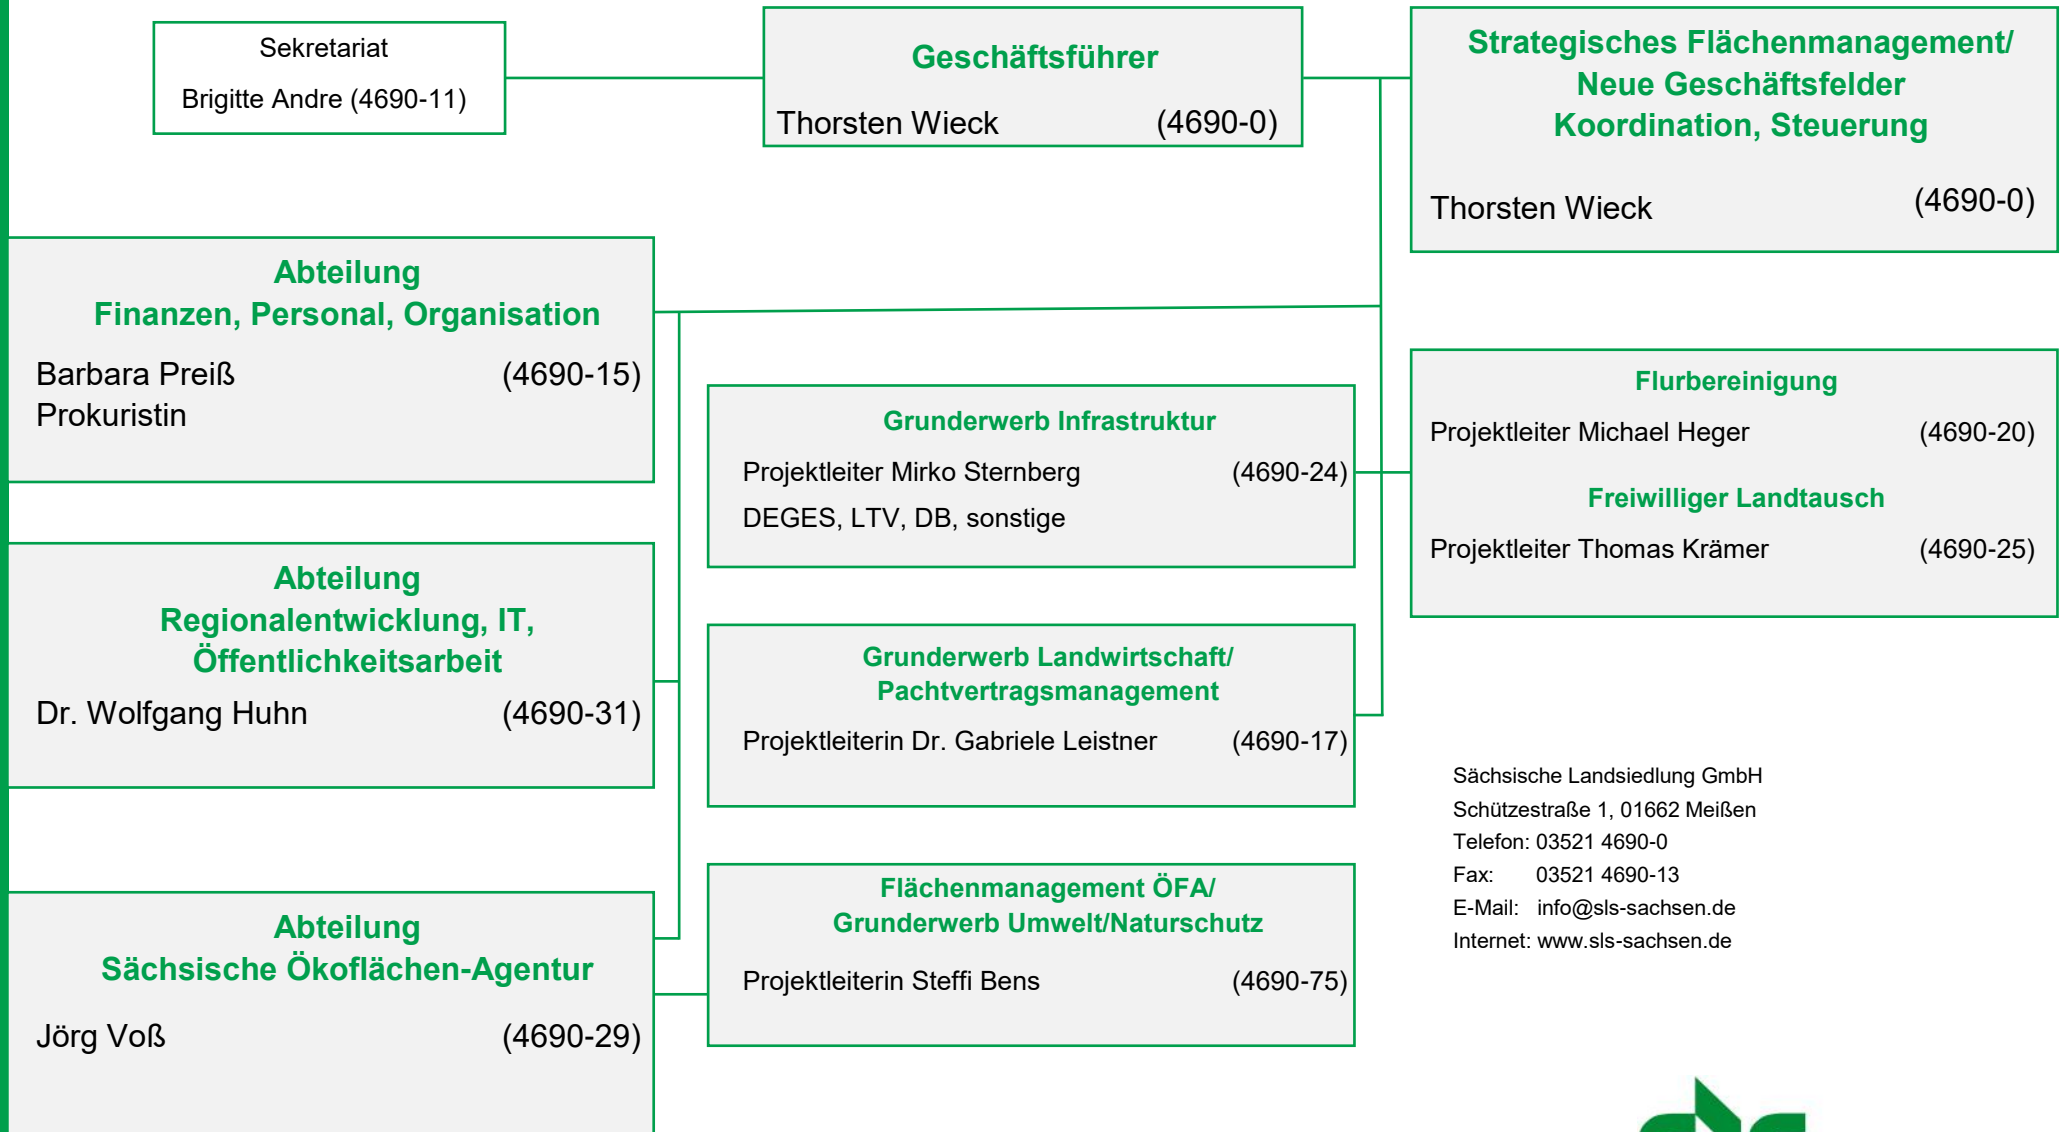 Sekretariat
Brigitte Andre (4690-11)
Geschäftsführer
Thorsten Wieck (4690-0)
Strategisches Flächenmanagement/
Neue Geschäftsfelder
Koordination, Steuerung
Thorsten Wieck (4690-0)
Abteilung
Finanzen, Personal, Organisation
Barbara Preiß (4690-15)
Prokuristin
Grunderwerb Infrastruktur
Projektleiter Mirko Sternberg (4690-24)
DEGES, LTV, DB, sonstige
Flurbereinigung
Projektleiter Michael Heger (4690-20)
Freiwilliger Landtausch
Projektleiter Thomas Krämer (4690-25)
Abteilung
Regionalentwicklung, IT,
Öffentlichkeitsarbeit
Dr. Wolfgang Huhn (4690-31)
Grunderwerb Landwirtschaft/
Pachtvertragsmanagement
Projektleiterin Dr. Gabriele Leistner (4690-17)
Abteilung
Sächsische Ökoflächen-Agentur
Jörg Voß (4690-29)
Flächenmanagement ÖFA/
Grunderwerb Umwelt/Naturschutz
Projektleiterin Steffi Bens (4690-75)
Sächsische Landsiedlung GmbH
Schützestraße 1, 01662 Meißen
Telefon: 03521 4690-0
Fax: 03521 4690-13
E-Mail: info@sls-sachsen.de
Internet: www.sls-sachsen.de